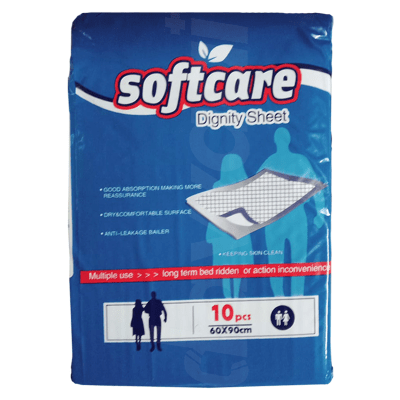 softcare
Dignity Sheet
• GOOD ABSORPTION MAKING MORE
REASSURANCE
• DRY&COMFORTABLE SURFACE
• ANTI-LEAKAGE BAILER
• KEEPING SKIN CLEAN
Multiple use > > > long term bed ridden or action inconvenience
10 pcs
60X90cm